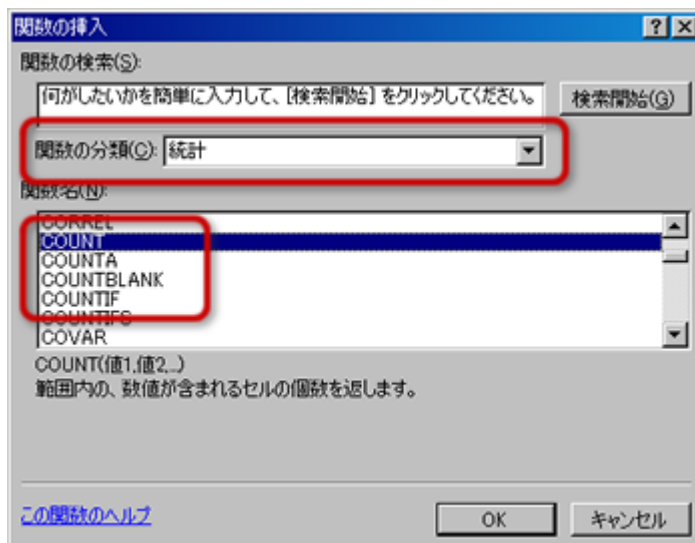 関数の挿入
関数の検索(S):
何がしたいかを簡単に入力して、[検索開始] をクリックしてください。
検索開始(G)
関数の分類(C): 統計
関数名(N):
CORREL
COUNT
COUNTA
COUNTBLANK
COUNTIF
COUNTIFS
COVAR
COUNT(値1,値2,...)
範囲内の、数値が含まれるセルの個数を返します。
この関数のヘルプ
OK
キャンセル